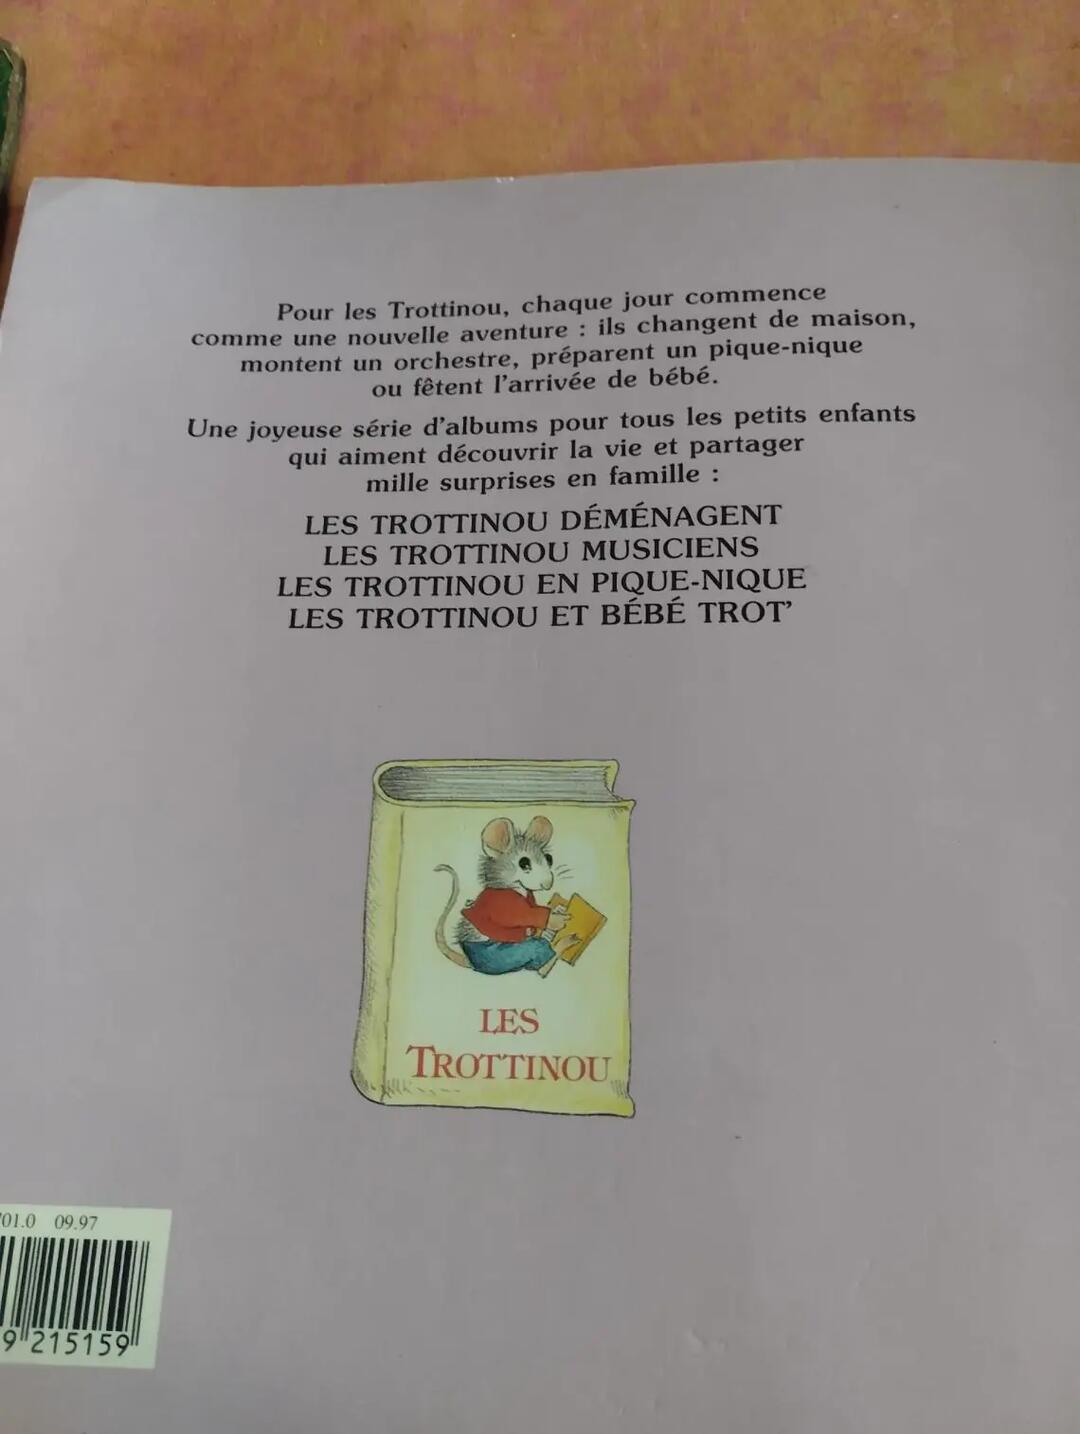 Pour les Trottinou, chaque jour commence
comme une nouvelle aventure : ils changent de maison,
montent un orchestre, préparent un pique-nique
ou fêtent l'arrivée de bébé.
Une joyeuse série d'albums pour tous les petits enfants
qui aiment découvrir la vie et partager
mille surprises en famille :
LES TROTTINOU DÉMÉNAGENT
LES TROTTINOU MUSICIENS
LES TROTTINOU EN PIQUE-NIQUE
LES TROTTINOU ET BÉBÉ TROT'
LES
TROTTINOU
01.0 09.97
9 215159